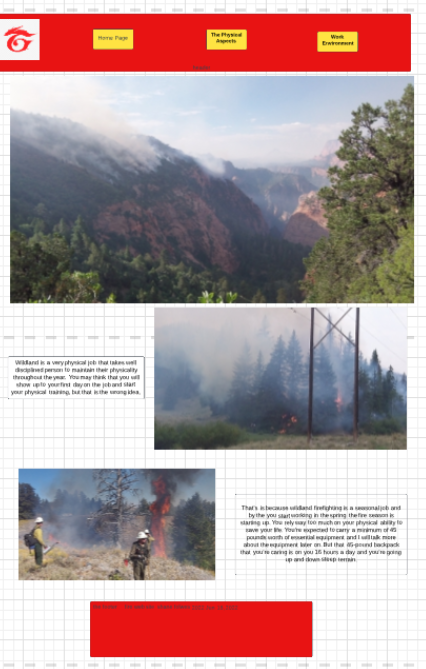 Home Page
The Physical
Aspects
Work
Environment
Wildland is a very physical job that takes well
disciplined person to maintain their physicality
throughout the year. You may think that you will
show up to your first day on the job and start
your physical training, but that is the wrong idea.
That's is because wildland firefighting is a seasonal job and
by the you start working in the spring the fire season is
starting up. You rely way too much on your physical ability to
save your life. You're expected to carry a minimum of 45
pounds worth of essential equipment and I will talk more
about the equipment later on. But that 45-pound backpack
that you're caring is on you 16 hours a day and you're going
up and down steep terrain.